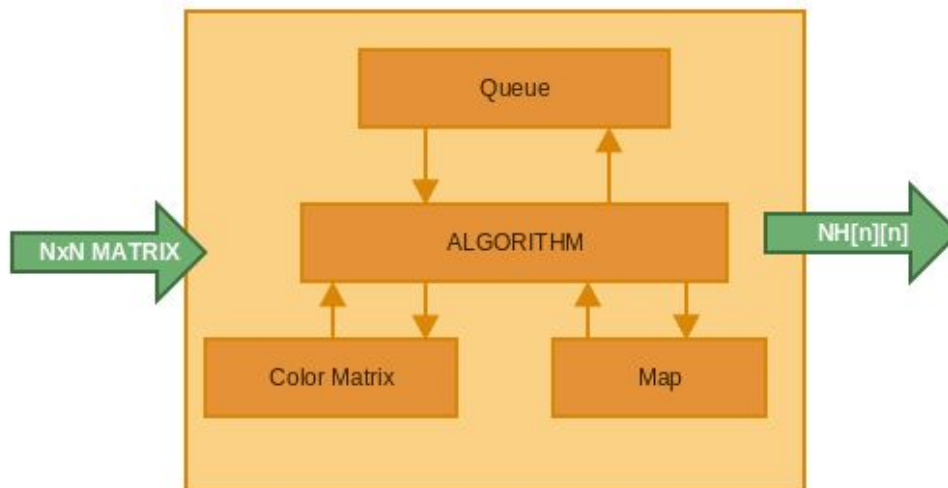 Queue
NxN MATRIX
ALGORITHM
NH[n][n]
Color Matrix
Map